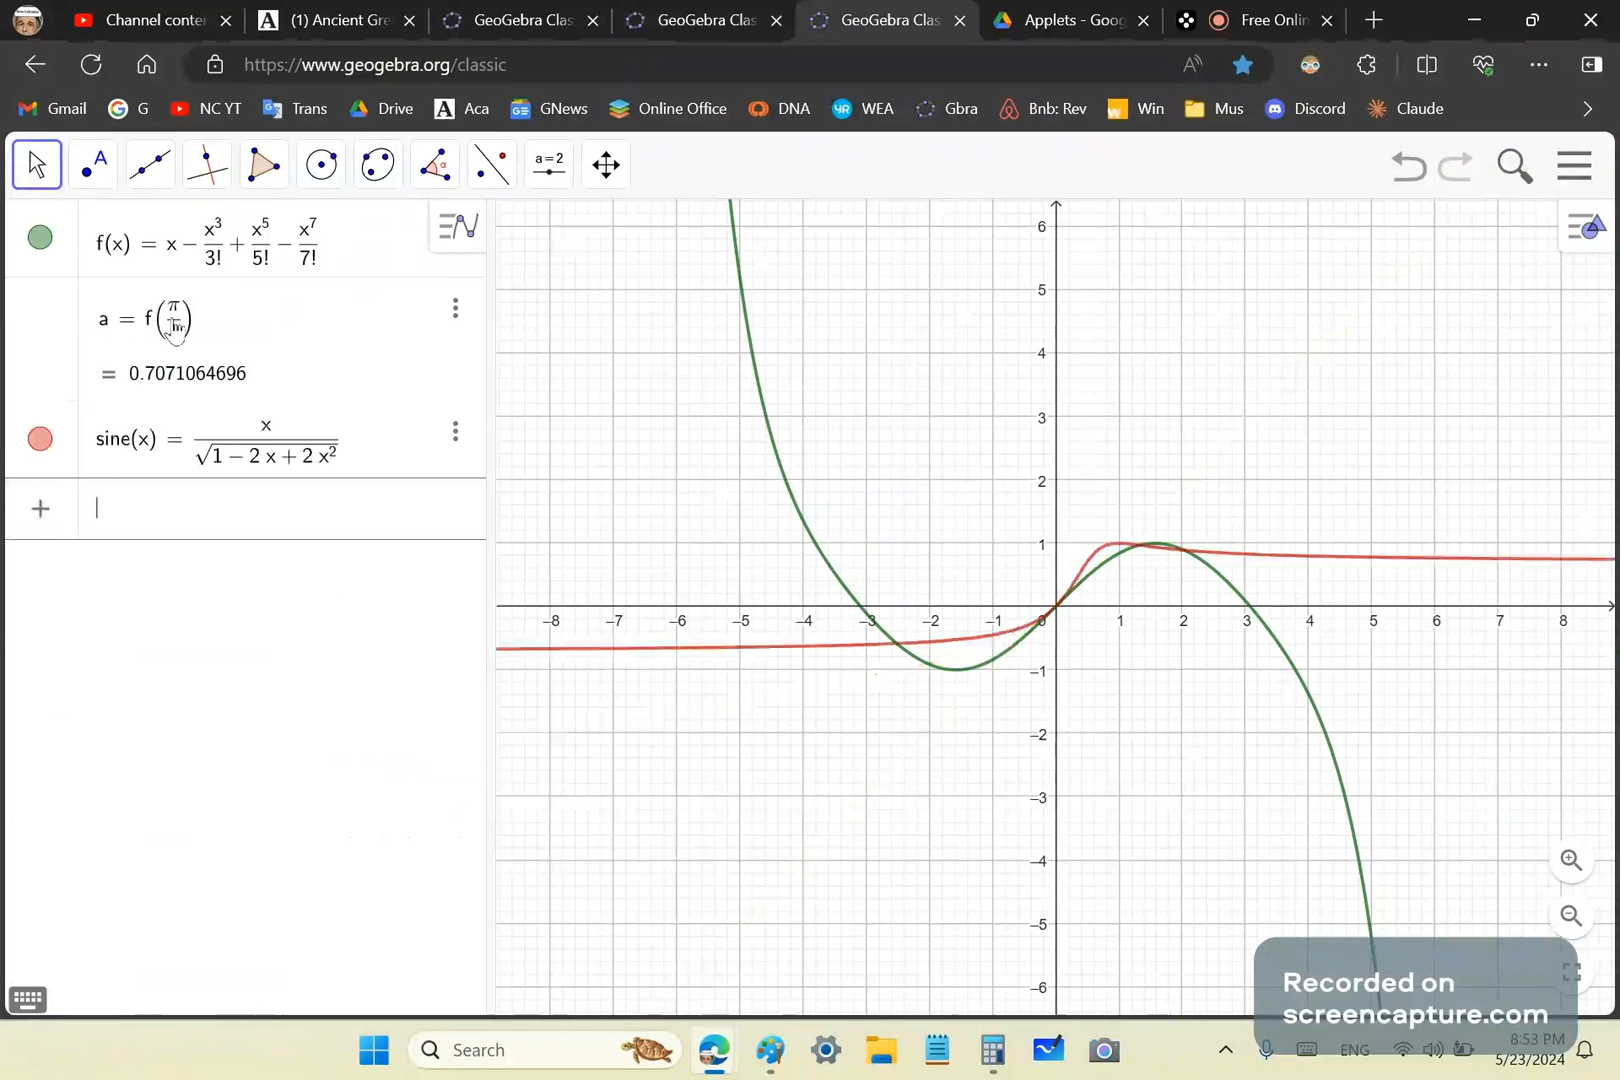 Channel conter
(1) Ancient Gre
GeoGebra Clas
GeoGebra Clas
GeoGebra Clas
Applets - Goog
Free Onlin
https://www.geogebra.org/classic
Gmail G NC YT Trans Drive Aca GNews Online Office DNA WEA Gbra Bnb: Rev Win Mus Discord Claude
a = 2
f(x) = x − x³/3! + x⁵/5! − x⁷/7!
a = f(π/
= 0.7071064696
sine(x) = x/√(1 − 2 x + 2 x²)
6
5
4
3
2
1
−8 −7 −6 −5 −4 −3 −2 −1 0 1 2 3 4 5 6 7 8
−1
−2
−3
−4
−5
−6
Recorded on
screencapture.com
Search
ENG
8:53 PM
5/23/2024